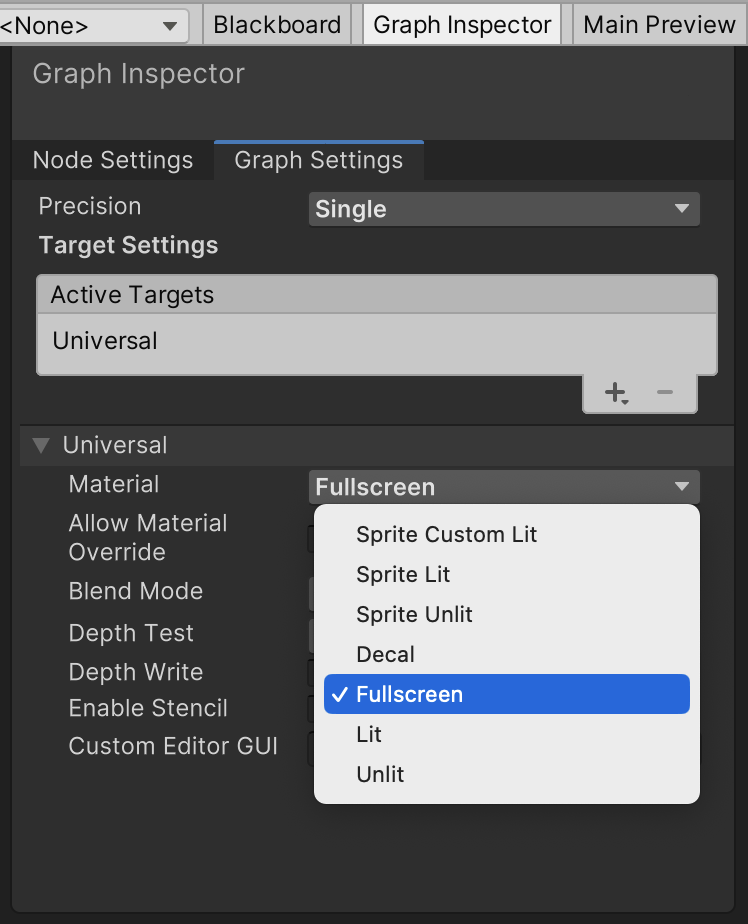 <None>
Blackboard
Graph Inspector
Main Preview
Graph Inspector
Node Settings
Graph Settings
Precision
Single
Target Settings
Active Targets
Universal
Universal
Material
Fullscreen
Allow Material
Override
Blend Mode
Depth Test
Depth Write
Enable Stencil
Custom Editor GUI
Sprite Custom Lit
Sprite Lit
Sprite Unlit
Decal
✓ Fullscreen
Lit
Unlit